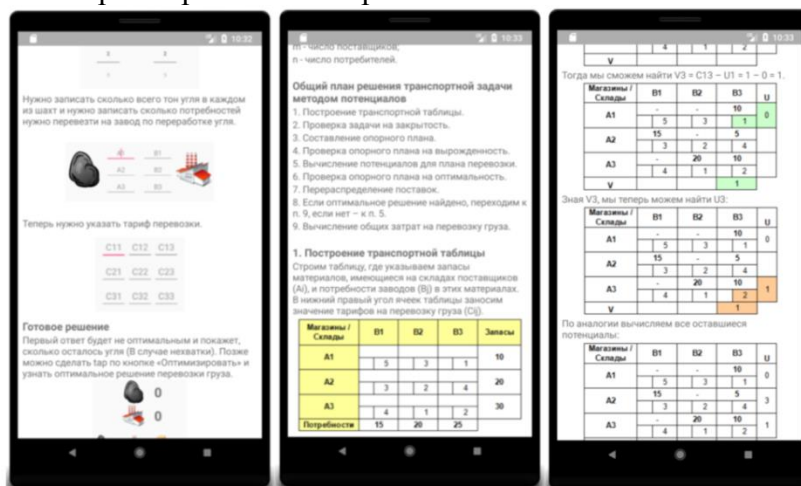 10:32
Нужно записать сколько всего тон угля в каждом
из шахт и нужно записать сколько потребностей
нужно перевезти на завод по переработке угля.
A1 B1
A2 B2
A3 B3
Теперь нужно указать тариф перевозки.
C11 C12 C13
C21 C22 C23
C31 C32 C33
Готовое решение
Первый ответ будет не оптимальным и покажет,
сколько осталось угля (В случае нехватки). Позже
можно сделать tap по кнопке «Оптимизировать» и
узнать оптимальное решение перевозки груза.
0
0
10:33
m - число поставщиков;
n - число потребителей.
Общий план решения транспортной задачи
методом потенциалов
1. Построение транспортной таблицы.
2. Проверка задачи на закрытость.
3. Составление опорного плана.
4. Проверка опорного плана на вырожденность.
5. Вычисление потенциалов для плана перевозки.
6. Проверка опорного плана на оптимальность.
7. Перераспределение поставок.
8. Если оптимальное решение найдено, переходим к
п. 9, если нет – к п. 5.
9. Вычисление общих затрат на перевозку груза.
1. Построение транспортной таблицы
Строим таблицу, где указываем запасы
материалов, имеющиеся на складах поставщиков
(Ai), и потребности заводов (Bj) в этих материалах.
В нижний правый угол ячеек таблицы заносим
значение тарифов на перевозку груза (Cij).
Магазины / Склады B1 B2 B3 Запасы
A1 10
5 3 1
A2 20
3 2 4
A3 30
4 1 2
Потребности 15 20 25
10:33
4 1 2
V
Тогда мы сможем найти V3 = C13 – U1 = 1 – 0 = 1.
Магазины / Склады B1 B2 B3 U
A1 - - 10 0
5 3 1
A2 15 - 5
3 2 4
A3 - 20 10
4 1 2
V 1
Зная V3, мы теперь можем найти U3:
Магазины / Склады B1 B2 B3 U
A1 - - 10 0
5 3 1
A2 15 - 5
3 2 4
A3 - 20 10 1
4 1 2
V 1
По аналогии вычисляем все оставшиеся
потенциалы:
Магазины / Склады B1 B2 B3 U
A1 - - 10 0
5 3 1
A2 15 - 5 3
3 2 4
A3 - 20 10 1
4 1 2